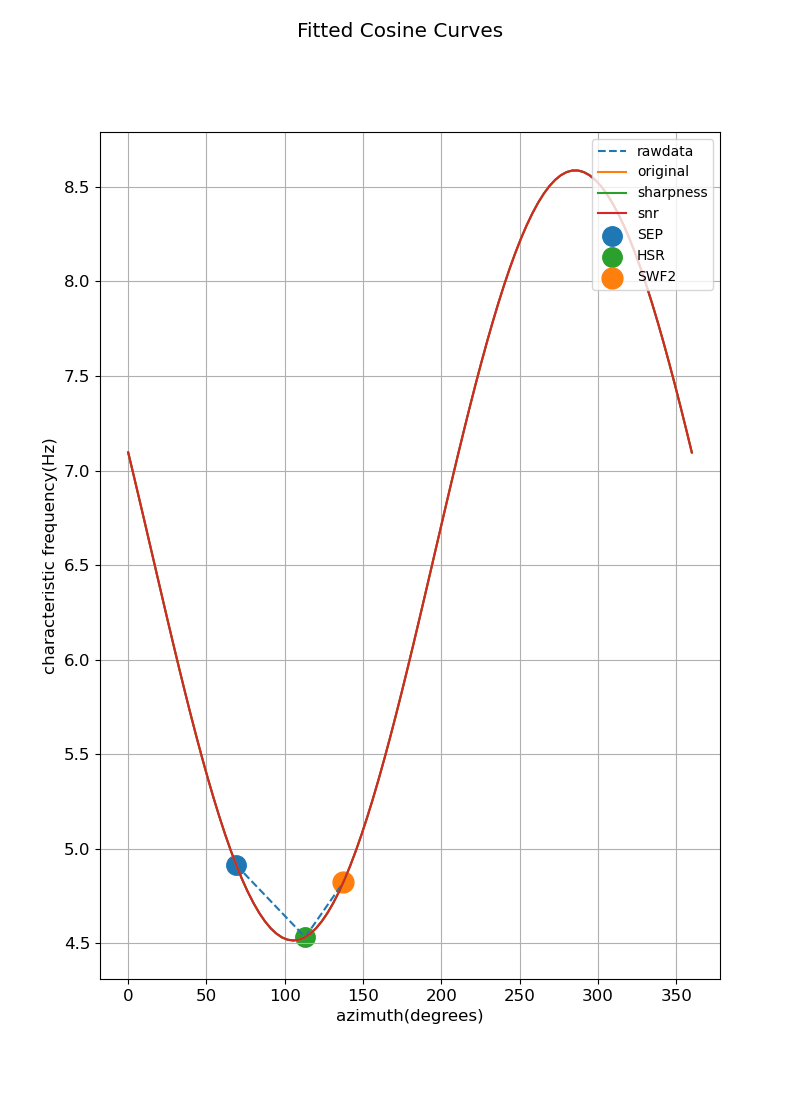 Fitted Cosine Curves
rawdata
original
sharpness
snr
SEP
HSR
SWF2
8.5
8.0
7.5
7.0
6.5
6.0
5.5
5.0
4.5
characteristic frequency(Hz)
0 50 100 150 200 250 300 350
azimuth(degrees)